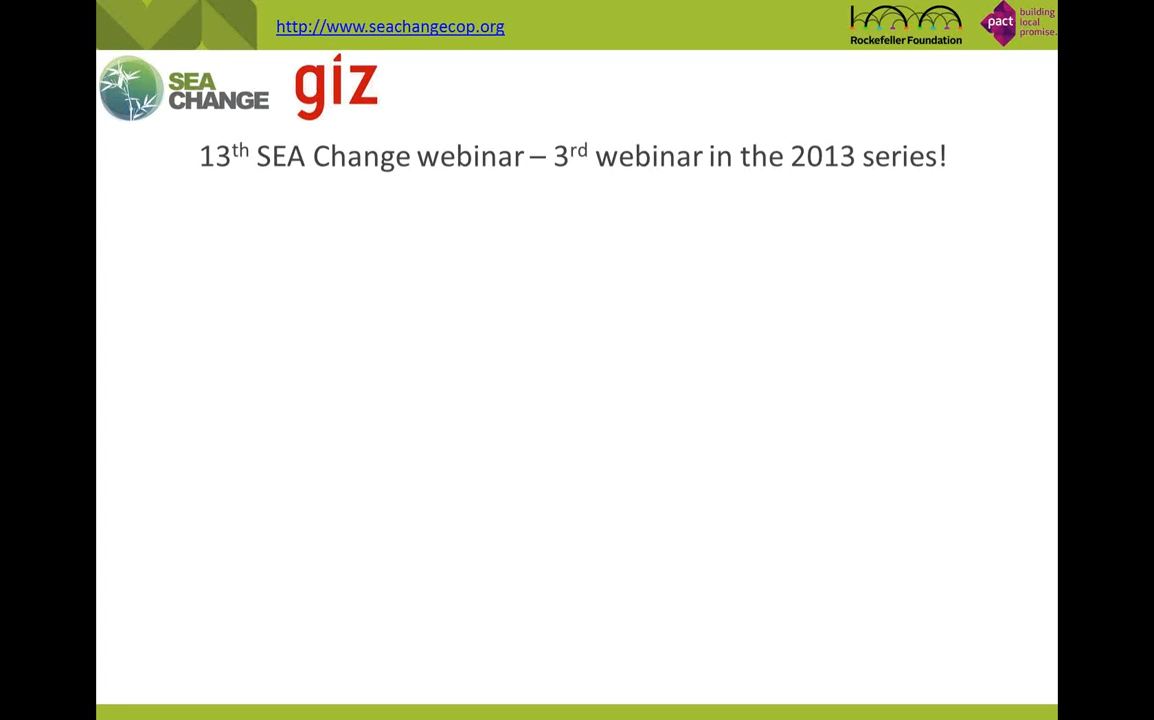 http://www.seachangecop.org
Rockefeller Foundation
pact
building
local
promise.
SEA
CHANGE
giz
13th SEA Change webinar – 3rd webinar in the 2013 series!